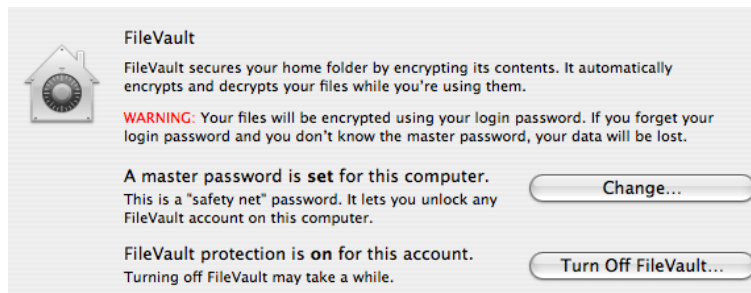 FileVault
FileVault secures your home folder by encrypting its contents. It automatically
encrypts and decrypts your files while you're using them.
WARNING: Your files will be encrypted using your login password. If you forget your
login password and you don't know the master password, your data will be lost.
A master password is set for this computer.
This is a "safety net" password. It lets you unlock any
FileVault account on this computer.
Change...
FileVault protection is on for this account.
Turning off FileVault may take a while.
Turn Off FileVault...